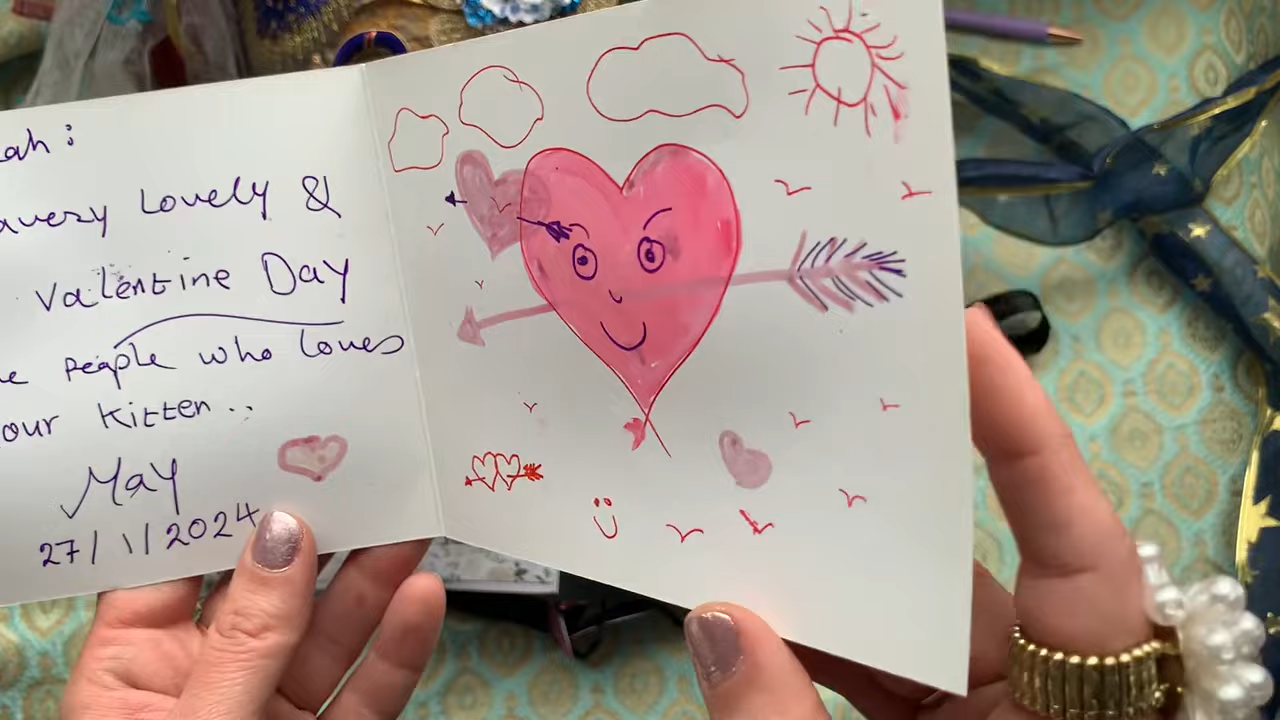 ah:
avery Lovely &
Valentine Day
e people who loves
our Kitten..
May
27/1/2024